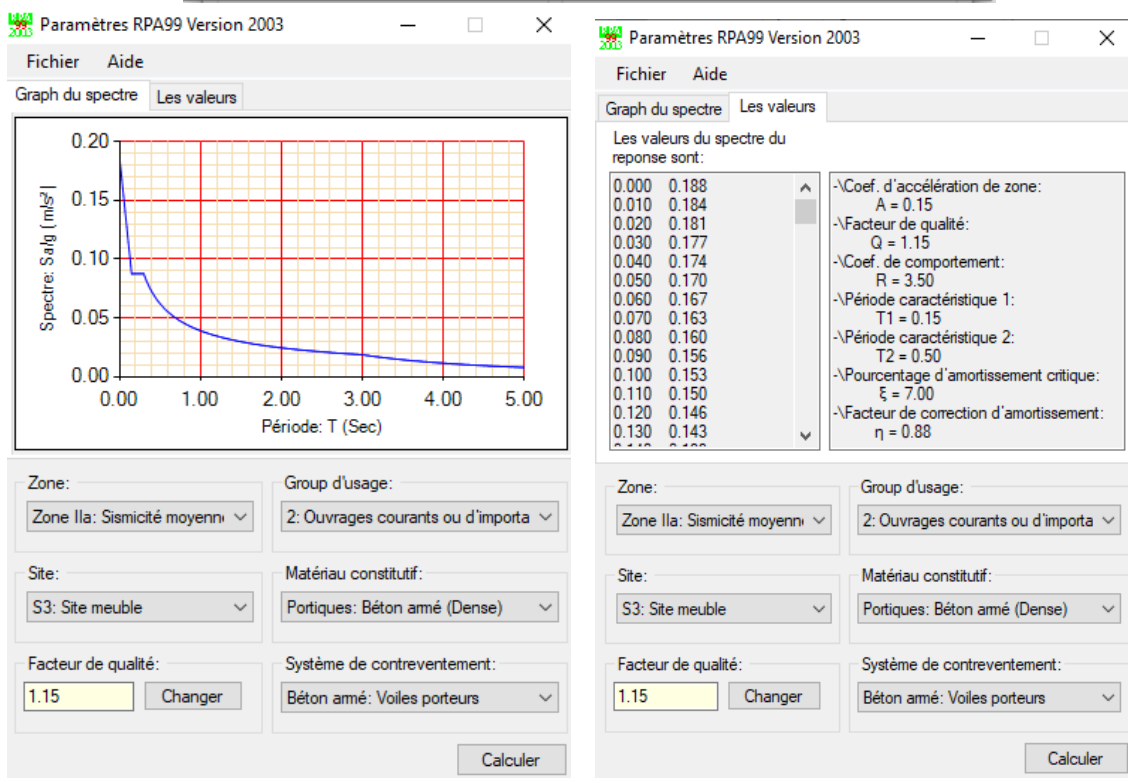 Paramètres RPA99 Version 2003
Fichier Aide
Graph du spectre Les valeurs
0.20
0.15
0.10
0.05
0.00
Spectre: Sa/g [ m/s²]
0.00 1.00 2.00 3.00 4.00 5.00
Période: T (Sec)
Zone:
Zone IIa: Sismicité moyenn
Group d'usage:
2: Ouvrages courants ou d'importa
Site:
S3: Site meuble
Matériau constitutif:
Portiques: Béton armé (Dense)
Facteur de qualité:
1.15 Changer
Système de contreventement:
Béton armé: Voiles porteurs
Calculer
Paramètres RPA99 Version 2003
Fichier Aide
Graph du spectre Les valeurs
Les valeurs du spectre du
reponse sont:
0.000 0.188
0.010 0.184
0.020 0.181
0.030 0.177
0.040 0.174
0.050 0.170
0.060 0.167
0.070 0.163
0.080 0.160
0.090 0.156
0.100 0.153
0.110 0.150
0.120 0.146
0.130 0.143
-\Coef. d'accélération de zone:
A = 0.15
-\Facteur de qualité:
Q = 1.15
-\Coef. de comportement:
R = 3.50
-\Période caractéristique 1:
T1 = 0.15
-\Période caractéristique 2:
T2 = 0.50
-\Pourcentage d'amortissement critique:
ξ = 7.00
-\Facteur de correction d'amortissement:
η = 0.88
Zone:
Zone IIa: Sismicité moyenn
Group d'usage:
2: Ouvrages courants ou d'importa
Site:
S3: Site meuble
Matériau constitutif:
Portiques: Béton armé (Dense)
Facteur de qualité:
1.15 Changer
Système de contreventement:
Béton armé: Voiles porteurs
Calculer